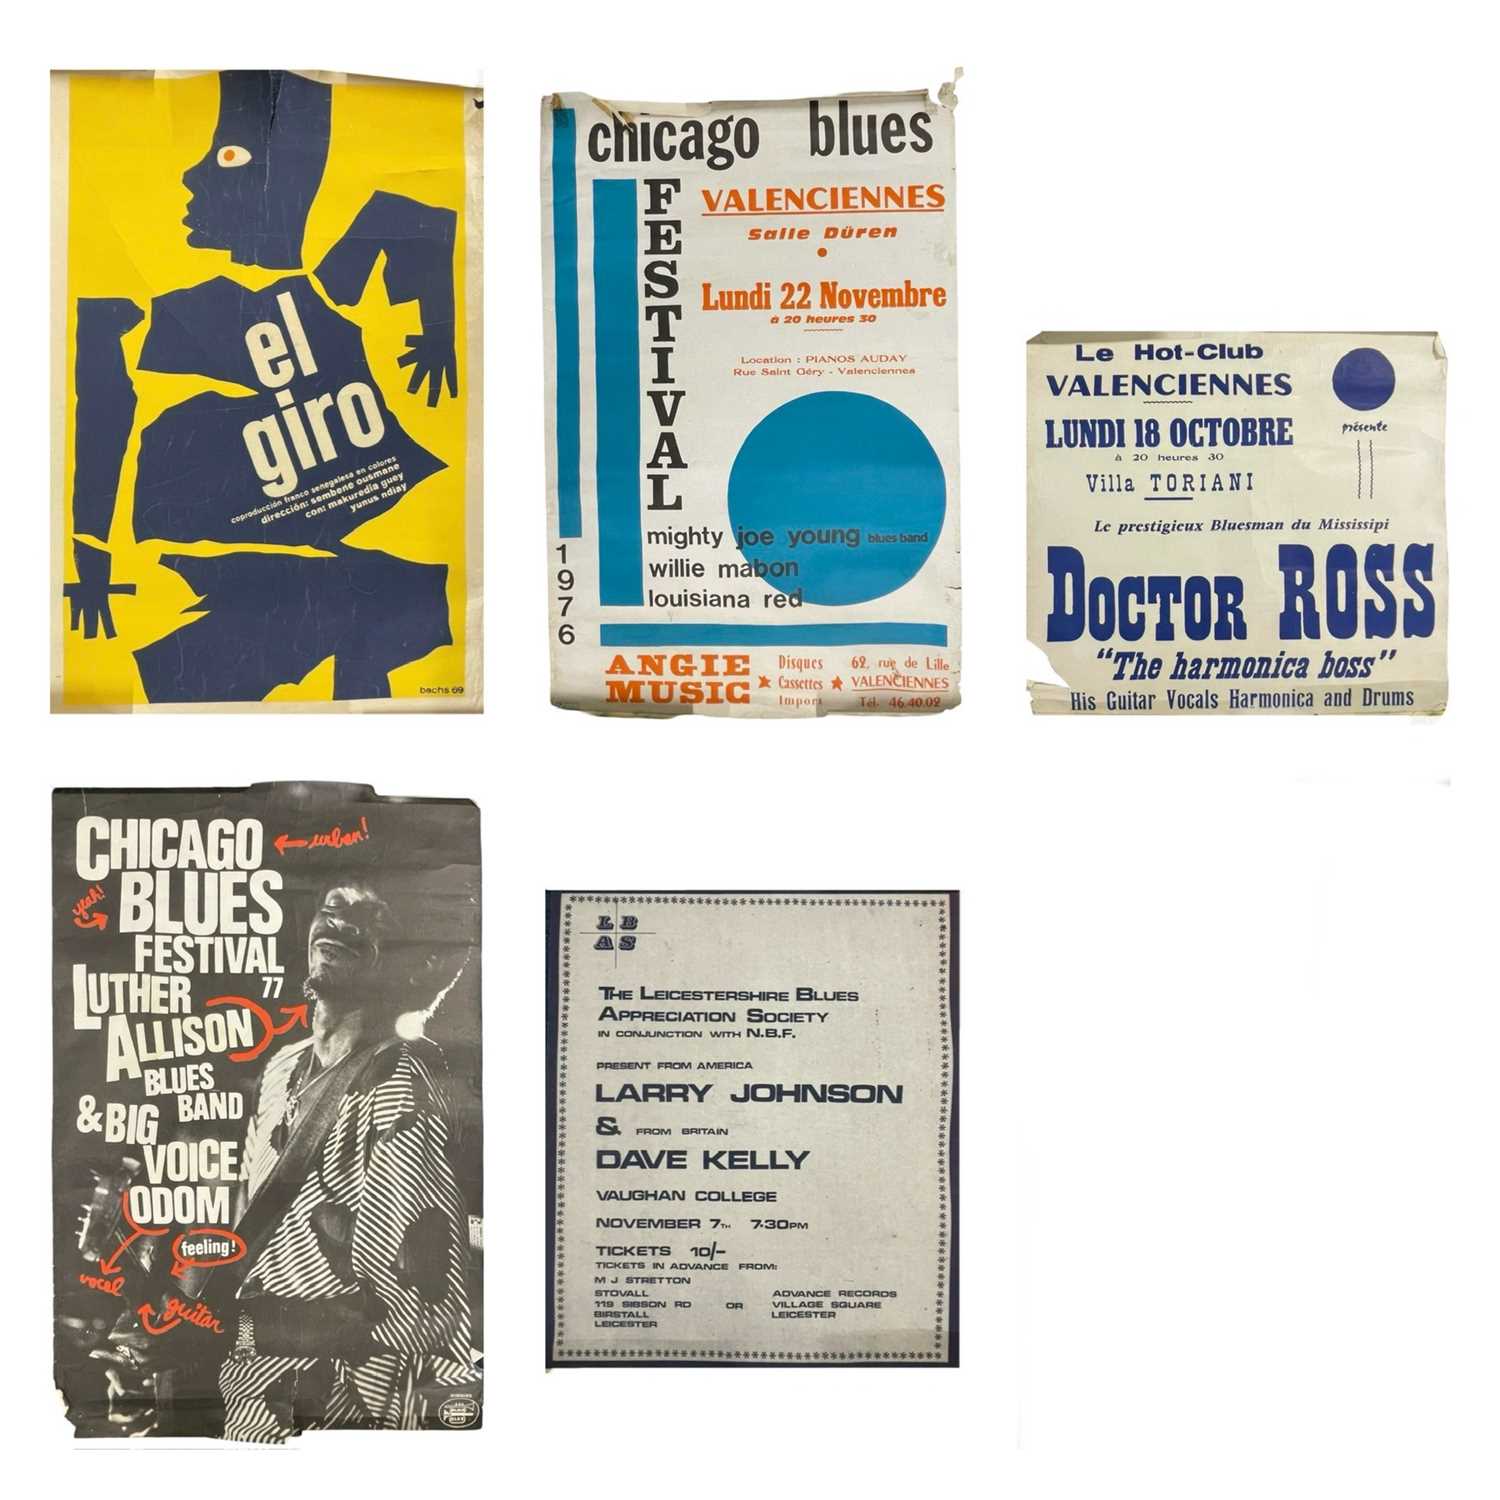 el
giro
coproducción franco senegalesa en colores
dirección: sembene ousmane
con: makuredia guey
yunus ndiay
bachs 69
chicago blues
FESTIVAL
VALENCIENNES
Salle Düren
Lundi 22 Novembre
à 20 heures 30
Location : PIANOS AUDAY
Rue Saint Géry - Valenciennes
mighty joe young blues band
willie mabon
louisiana red
1976
ANGIE
MUSIC
Disques
Cassettes
Import
62, rue de Lille
VALENCIENNES
Tél. 46.40.02
Le Hot-Club
VALENCIENNES
présente
LUNDI 18 OCTOBRE
à 20 heures 30
Villa TORIANI
Le prestigieux Bluesman du Mississipi
DOCTOR ROSS
"The harmonica boss"
His Guitar Vocals Harmonica and Drums
CHICAGO
urban!
yeah!
BLUES
FESTIVAL
77
LUTHER
ALLISON
BLUES
BAND
& BIG
VOICE
ODOM
feeling!
vocal
guitar
LB
AS
THE LEICESTERSHIRE BLUES
APPRECIATION SOCIETY
IN CONJUNCTION WITH N.B.F.
PRESENT FROM AMERICA
LARRY JOHNSON
& FROM BRITAIN
DAVE KELLY
VAUGHAN COLLEGE
NOVEMBER 7TH 7.30PM
TICKETS 10/-
TICKETS IN ADVANCE FROM:
M J STRETTON
STOVALL
119 SIBSON RD
BIRSTALL
LEICESTER
OR
ADVANCE RECORDS
VILLAGE SQUARE
LEICESTER